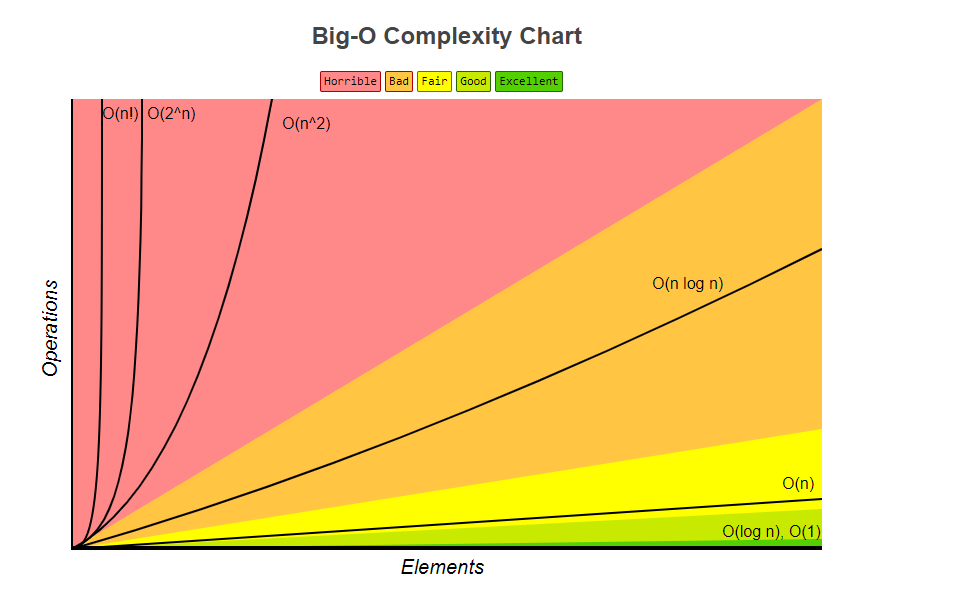 Big-O Complexity Chart
Horrible Bad Fair Good Excellent
O(n!) O(2^n)
O(n^2)
O(n log n)
Operations
O(n)
O(log n), O(1)
Elements